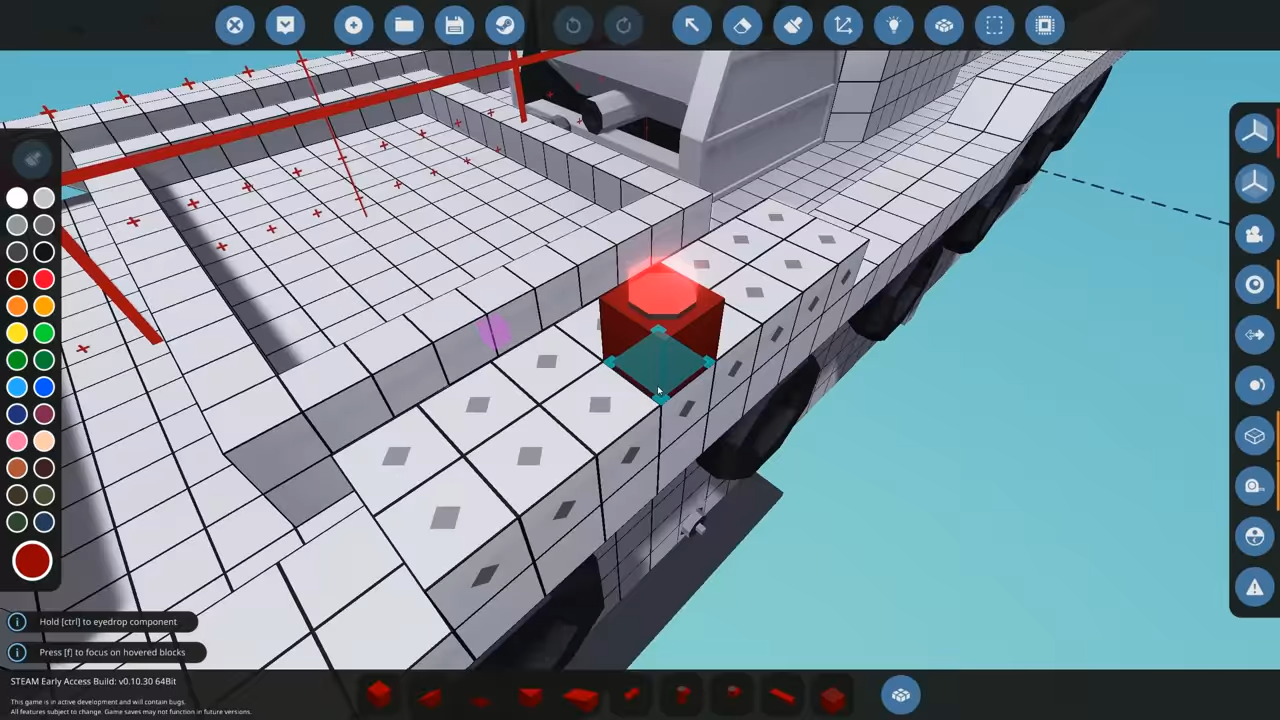 Hold [ctrl] to eyedrop component
Press [f] to focus on hovered blocks
STEAM Early Access Build: v0.10.30 64Bit
This game is in active development and will contain bugs.
All features subject to change. Game saves may not function in future versions.